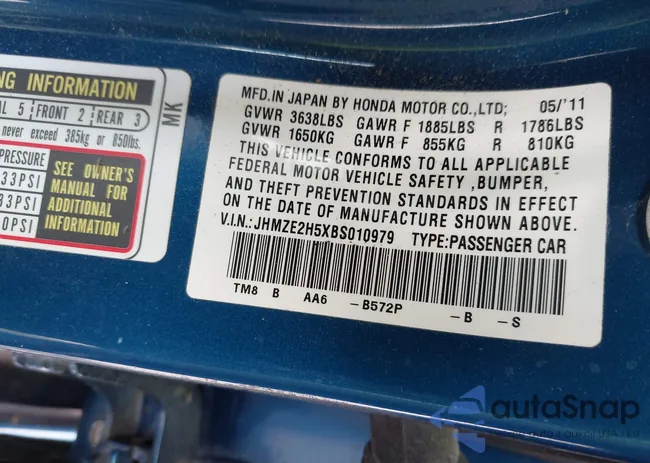 NG INFORMATION
AL 5 FRONT 2 REAR 3
never exceed 385kg or 850lbs.
PRESSURE
33PSI
33PSI
0PSI
SEE OWNER'S
MANUAL FOR
ADDITIONAL
INFORMATION
MK
MFD.IN JAPAN BY HONDA MOTOR CO.,LTD; 05/'11
GVWR 3638LBS GAWR F 1885LBS R 1786LBS
GVWR 1650KG GAWR F 855KG R 810KG
THIS VEHICLE CONFORMS TO ALL APPLICABLE
FEDERAL MOTOR VEHICLE SAFETY ,BUMPER,
AND THEFT PREVENTION STANDARDS IN EFFECT
ON THE DATE OF MANUFACTURE SHOWN ABOVE.
V.I.N.: JHMZE2H5XBS010979 TYPE:PASSENGER CAR
TM8 B AA6 -B572P -B -S
autoSnap